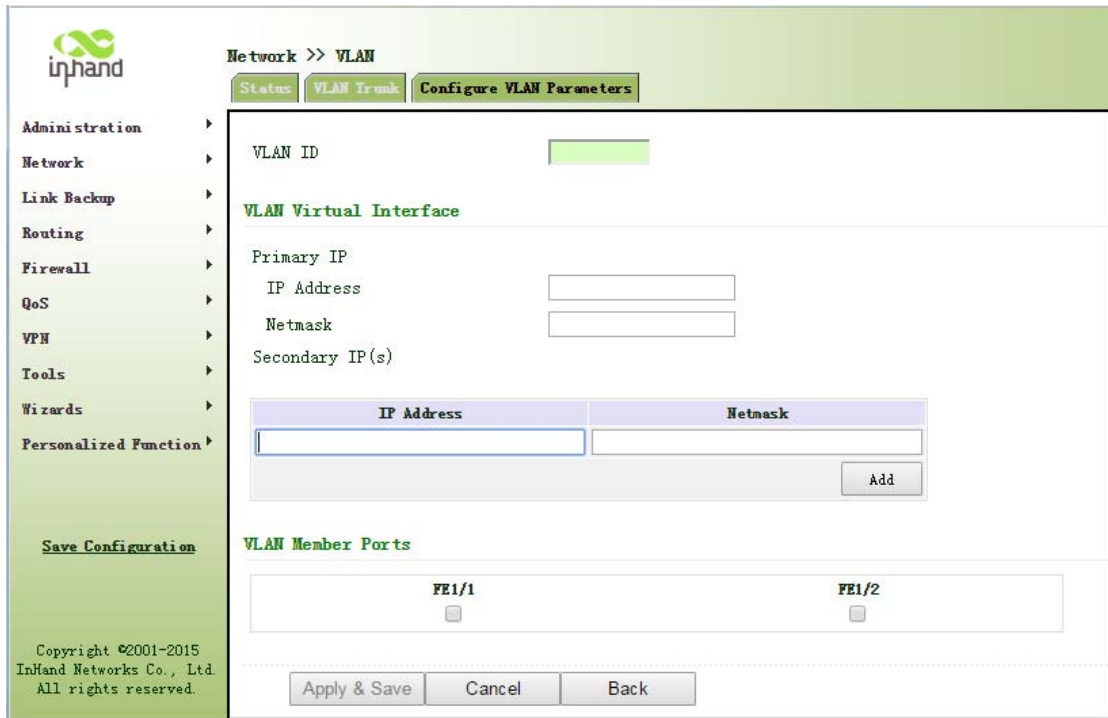 inhand
Network >> VLAN
Status VLAN Trunk Configure VLAN Parameters
Administration
Network
Link Backup
Routing
Firewall
QoS
VPN
Tools
Wizards
Personalized Function
Save Configuration
Copyright ©2001-2015
InHand Networks Co., Ltd.
All rights reserved.
VLAN ID
VLAN Virtual Interface
Primary IP
IP Address
Netmask
Secondary IP(s)
IP Address Netmask
Add
VLAN Member Ports
FE1/1 FE1/2
Apply & Save Cancel Back